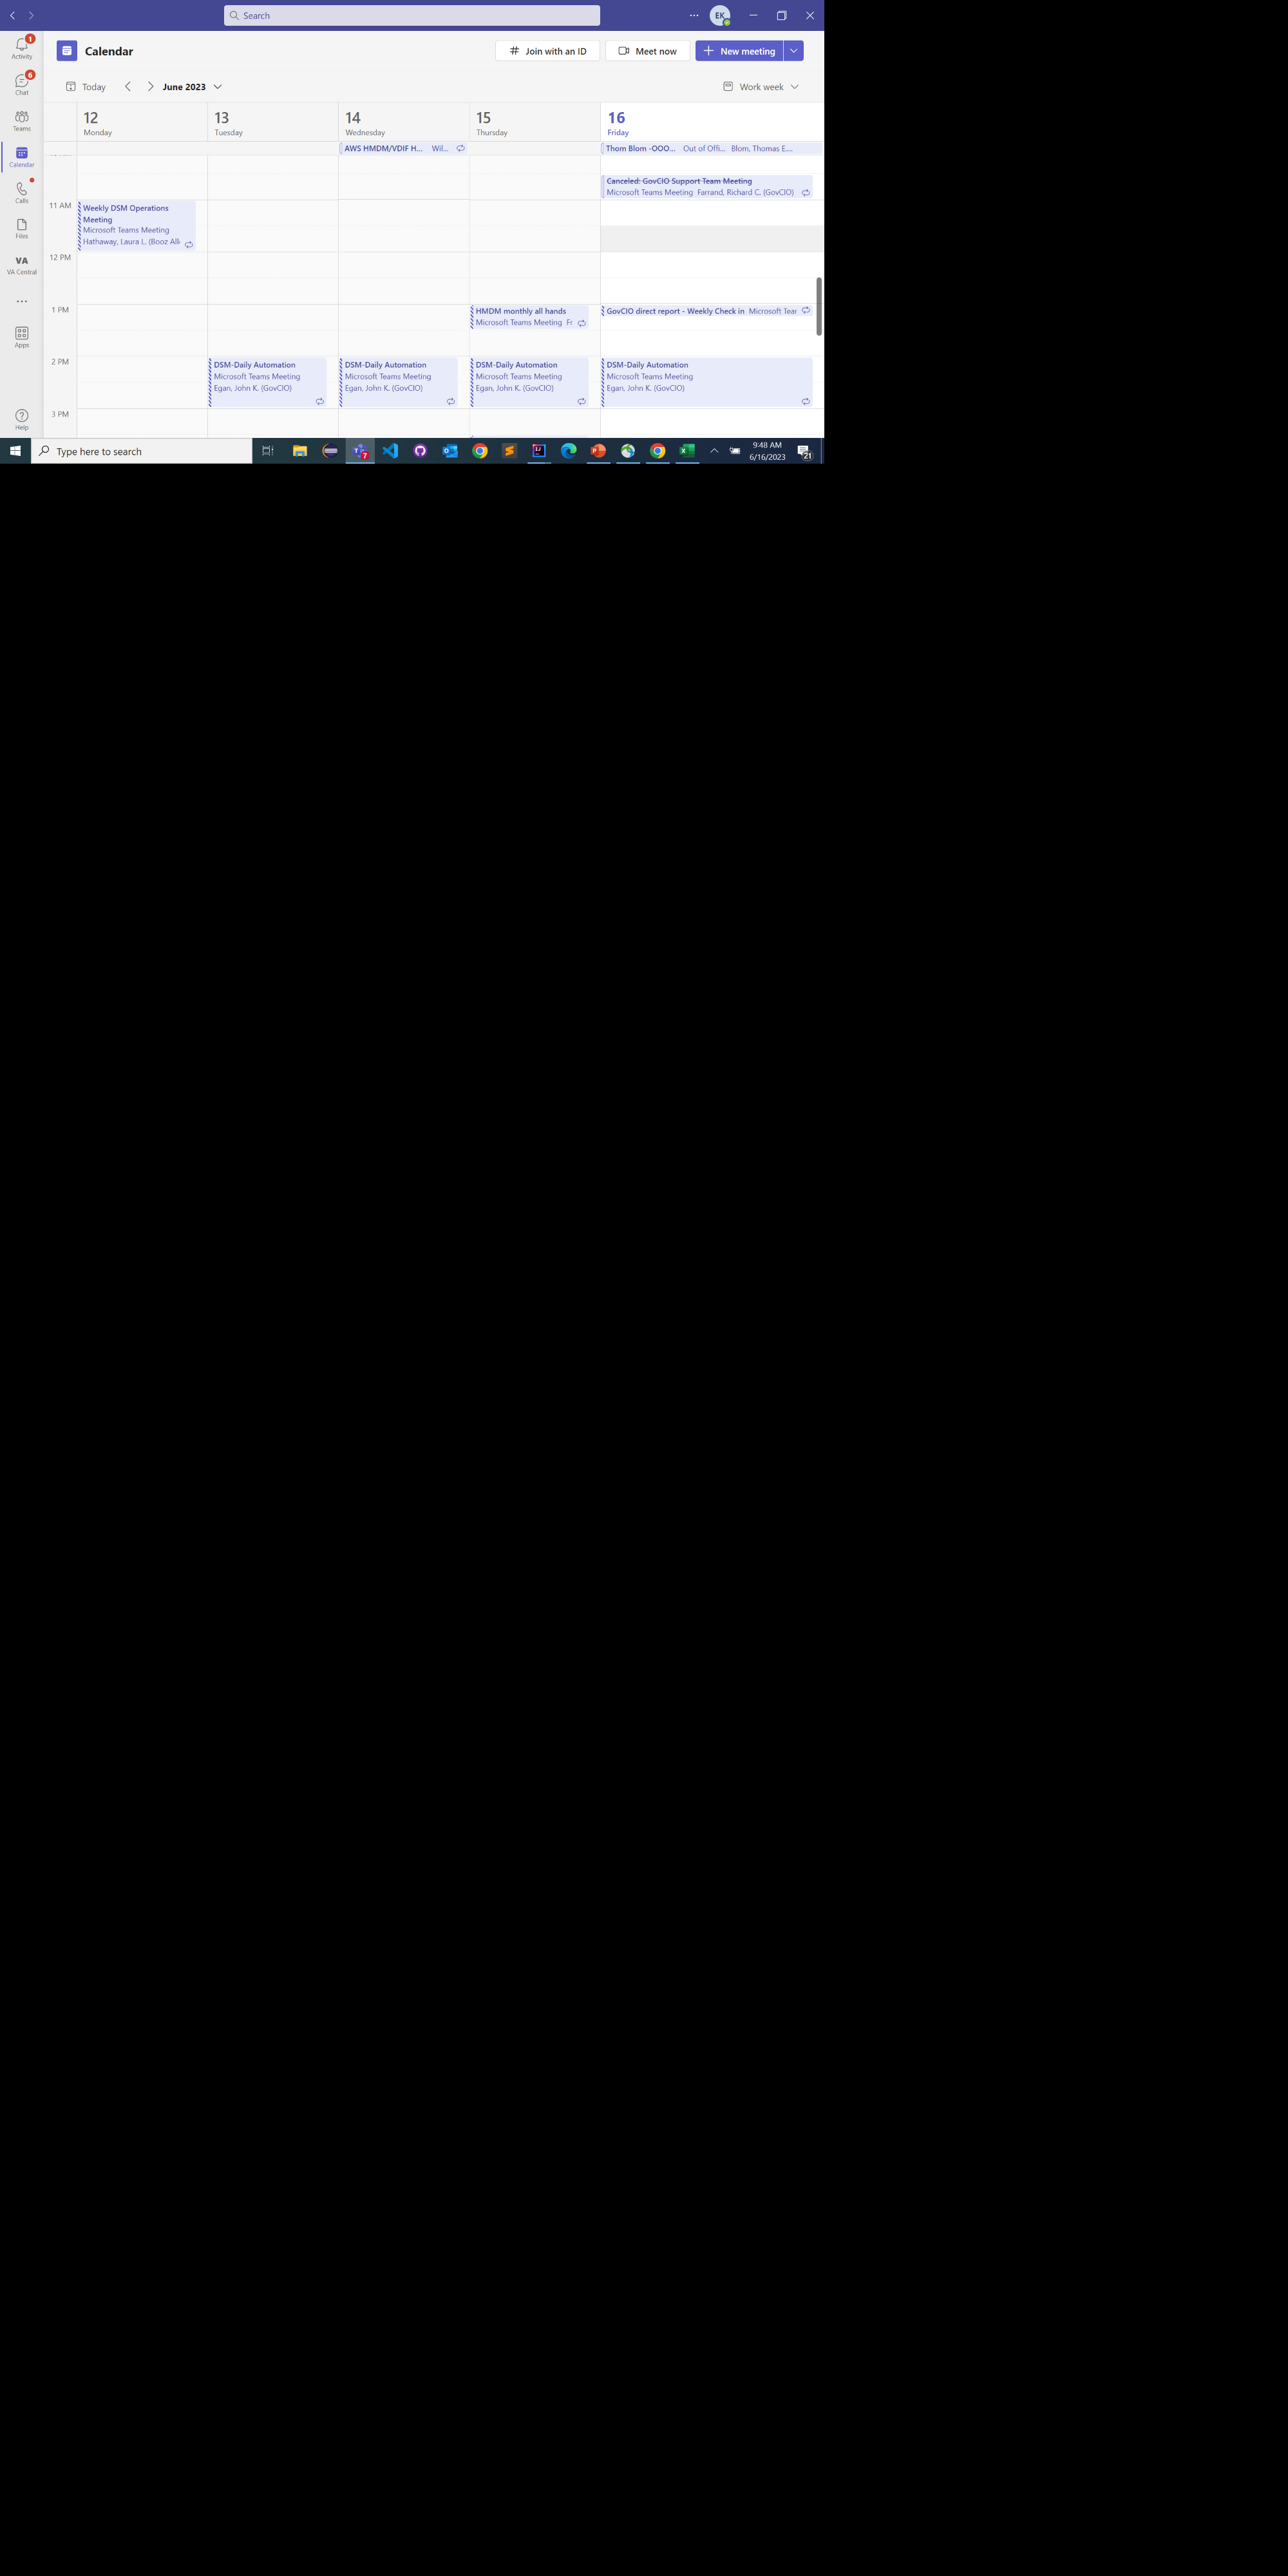 Search
EK
Activity
1
Chat
6
Teams
Calendar
Calls
Files
VA
VA Central
Apps
Help
Calendar
Join with an ID
Meet now
New meeting
Today
June 2023
Work week
12
Monday
13
Tuesday
14
Wednesday
15
Thursday
16
Friday
AWS HMDM/VDIF H... Wil...
Thom Blom -OOO... Out of Offi... Blom, Thomas E....
Canceled: GovCIO Support Team Meeting
Microsoft Teams Meeting Farrand, Richard C. (GovCIO)
11 AM
Weekly DSM Operations
Meeting
Microsoft Teams Meeting
Hathaway, Laura L. (Booz All
12 PM
1 PM
HMDM monthly all hands
Microsoft Teams Meeting Fr
GovCIO direct report - Weekly Check in Microsoft Tear
2 PM
DSM-Daily Automation
Microsoft Teams Meeting
Egan, John K. (GovCIO)
DSM-Daily Automation
Microsoft Teams Meeting
Egan, John K. (GovCIO)
DSM-Daily Automation
Microsoft Teams Meeting
Egan, John K. (GovCIO)
DSM-Daily Automation
Microsoft Teams Meeting
Egan, John K. (GovCIO)
3 PM
Type here to search
7
9:48 AM
6/16/2023
21